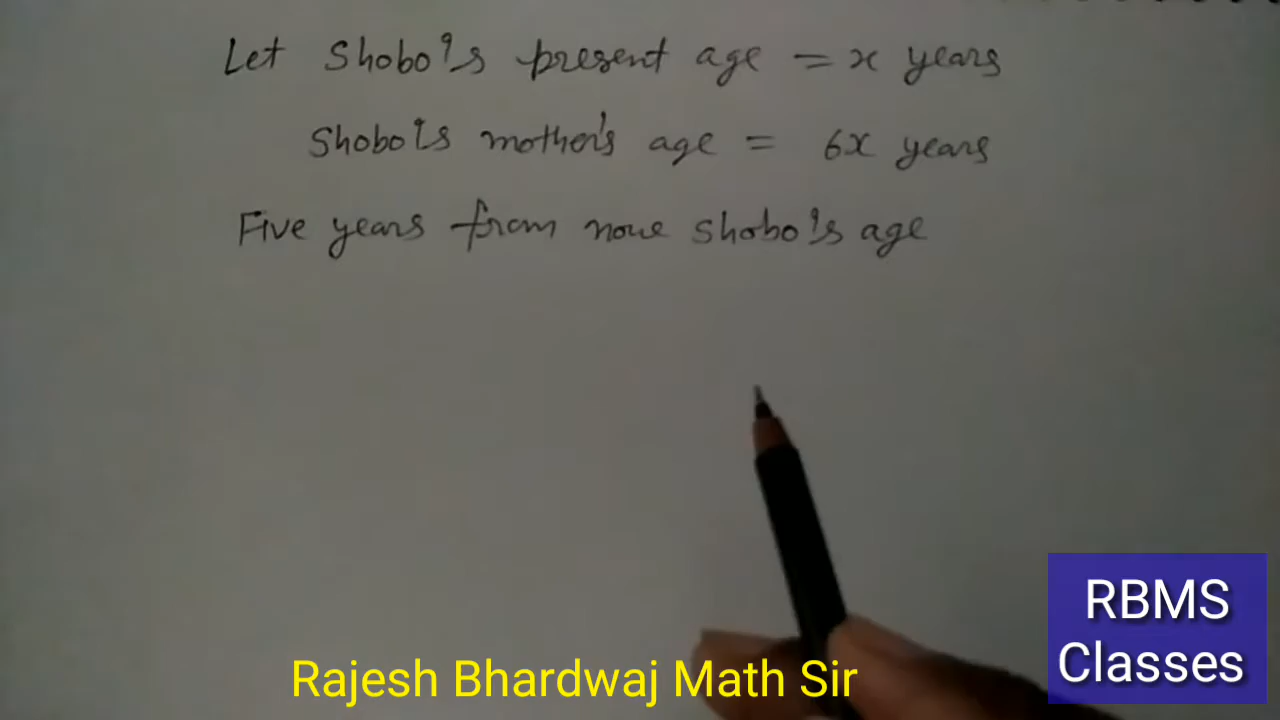 Let Shobo's present age = x years
Shobo's mother's age = 6x years
Five years from now Shobo's age
RBMS
Classes
Rajesh Bhardwaj Math Sir